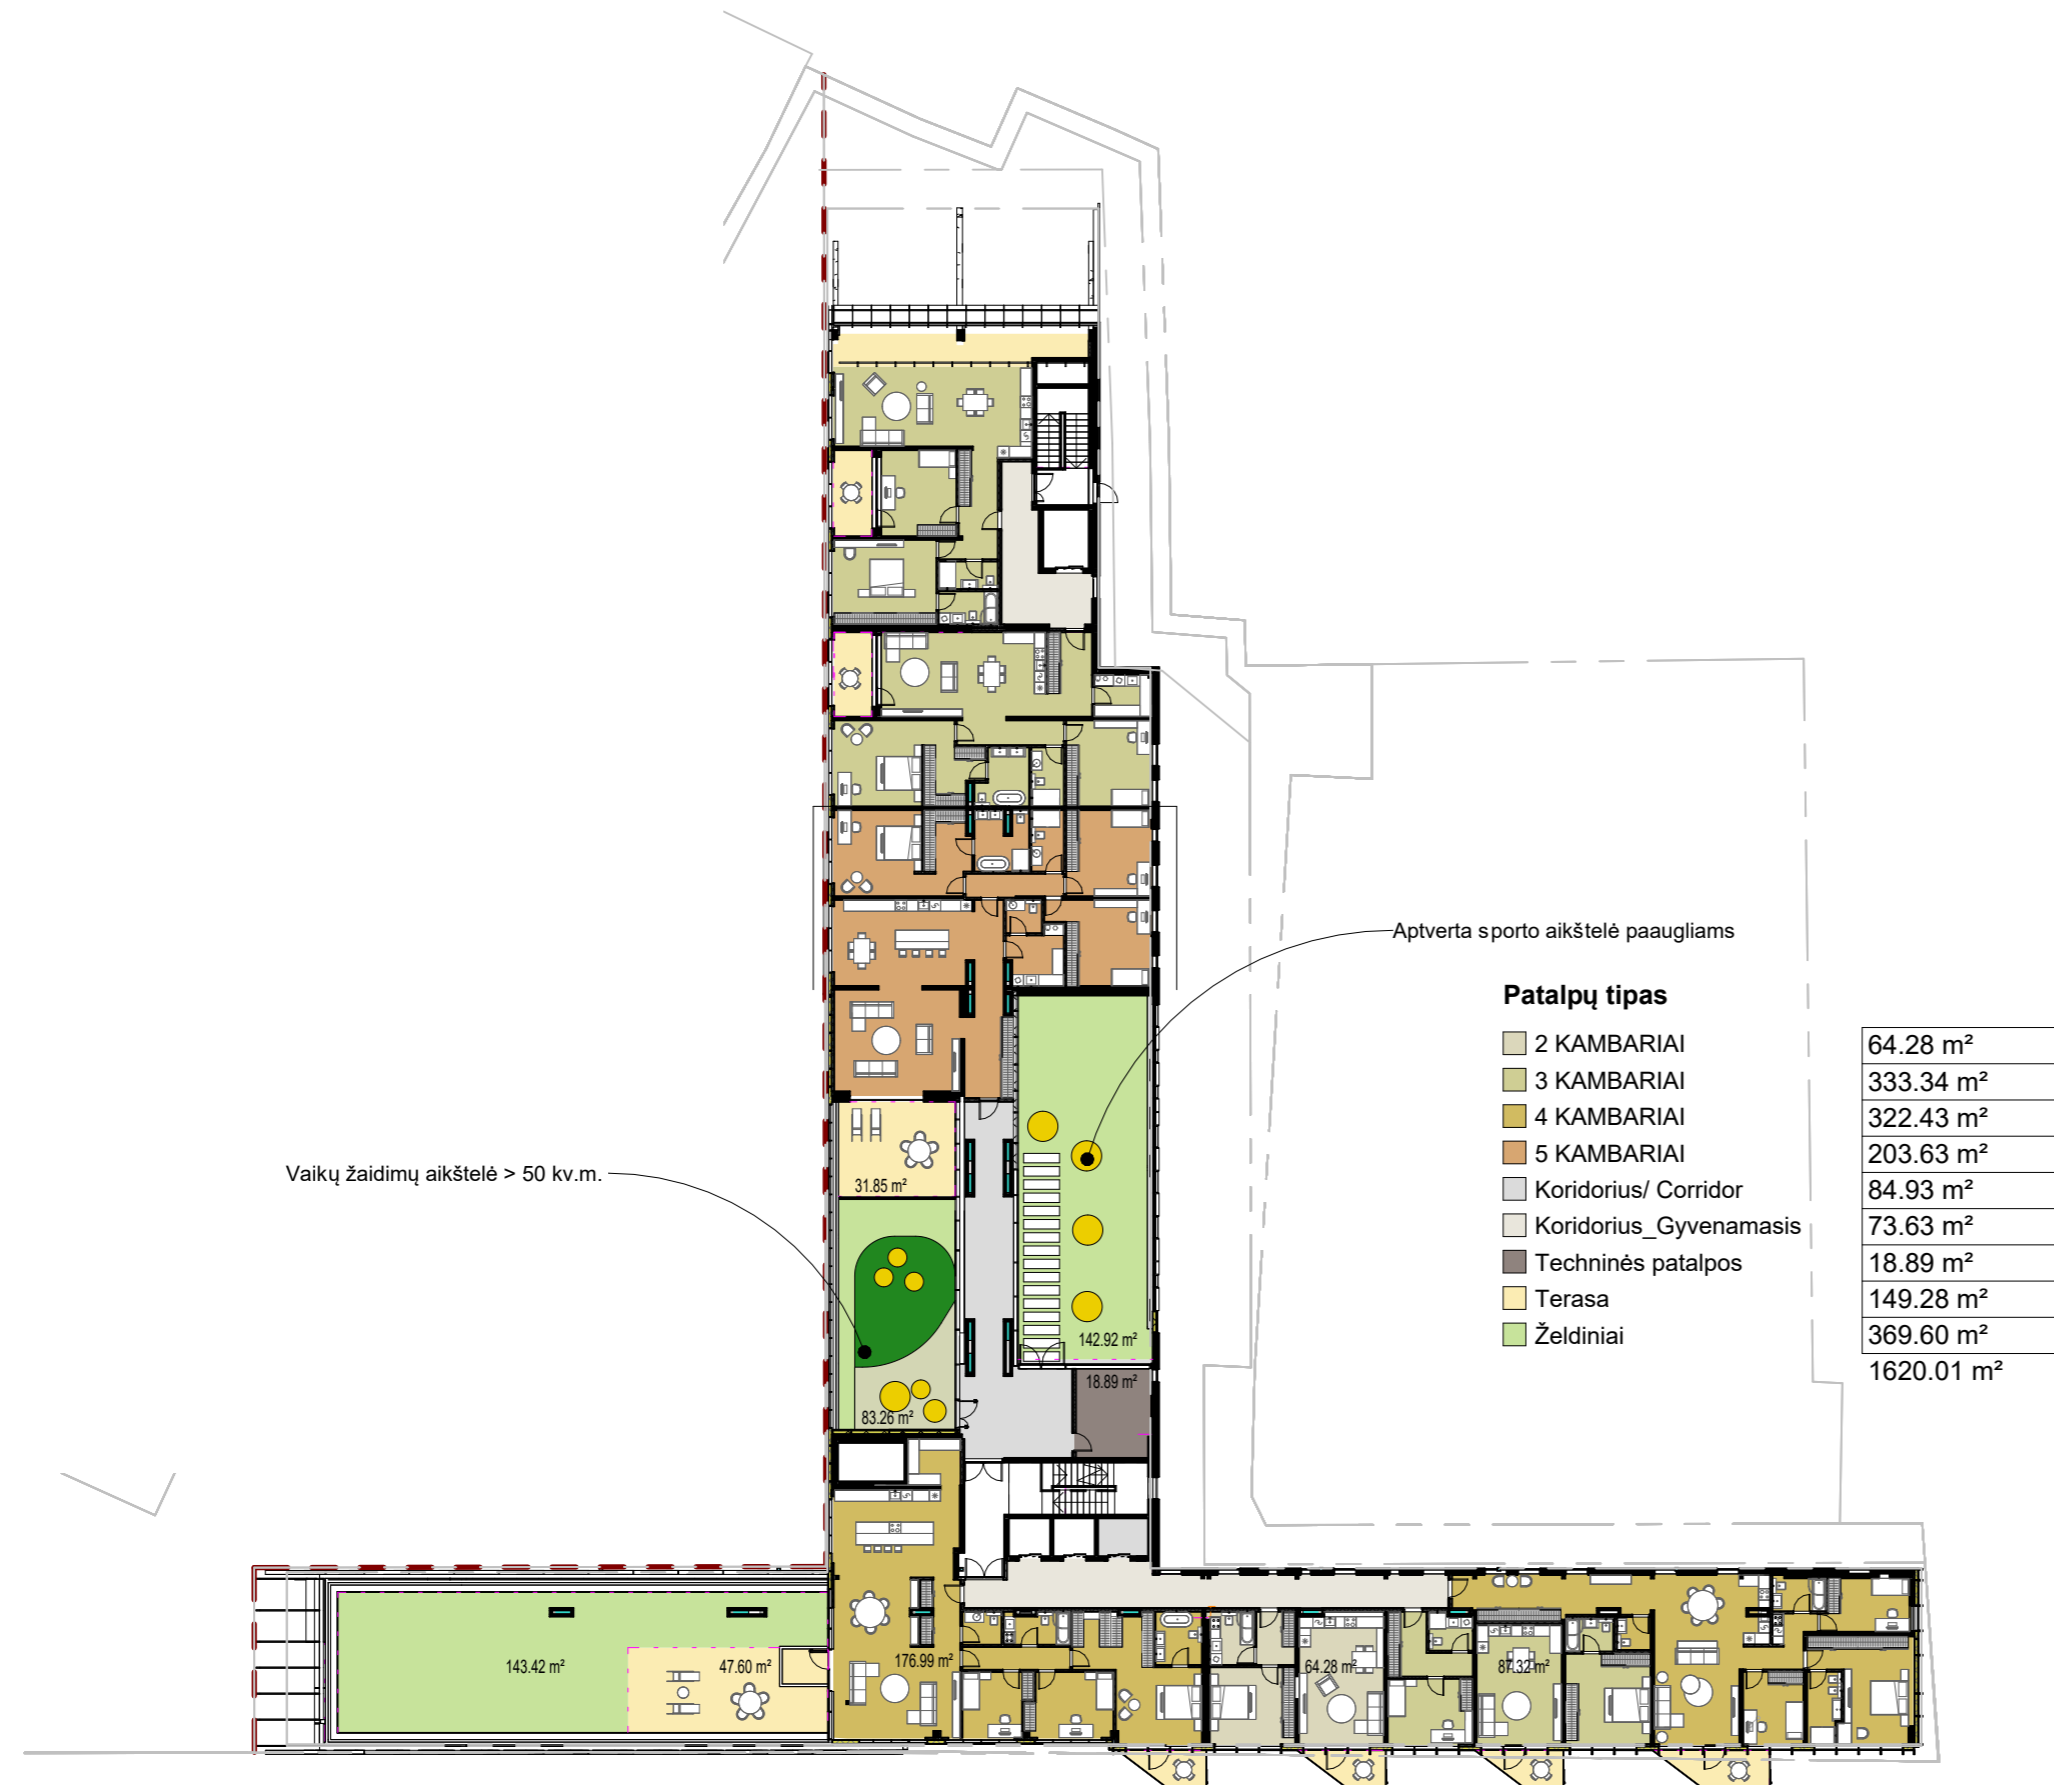 Aptverta sporto aikštelė paaugliams
Patalpų tipas
2 KAMBARIAI 64.28 m²
3 KAMBARIAI 333.34 m²
4 KAMBARIAI 322.43 m²
5 KAMBARIAI 203.63 m²
Koridorius/ Corridor 84.93 m²
Koridorius_Gyvenamasis 73.63 m²
Techninės patalpos 18.89 m²
Terasa 149.28 m²
Želdiniai 369.60 m²
1620.01 m²
Vaikų žaidimų aikštelė > 50 kv.m.
31.85 m²
142.92 m²
18.89 m²
83.26 m²
143.42 m²
47.60 m²
176.99 m²
64.28 m²
87.32 m²